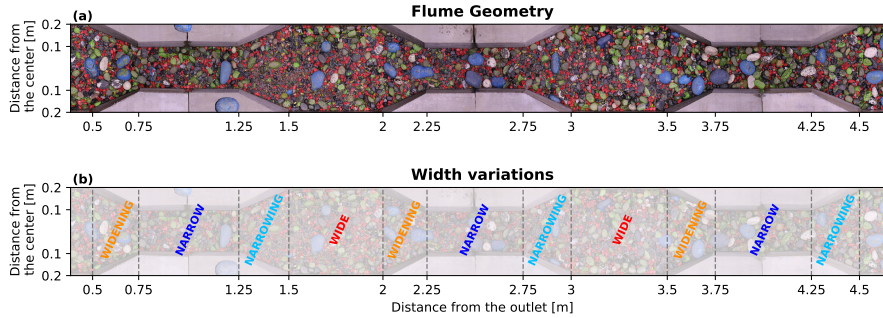 (a)
Flume Geometry
Distance from
the center [m]
0.2
0.1
0.1
0.2
0.5 0.75 1.25 1.5 2 2.25 2.75 3 3.5 3.75 4.25 4.5
(b)
Width variations
Distance from
the center [m]
0.2
0.1
0.1
0.2
WIDENING NARROW NARROWING WIDE WIDENING NARROW NARROWING WIDE WIDENING NARROW NARROWING
0.5 0.75 1.25 1.5 2 2.25 2.75 3 3.5 3.75 4.25 4.5
Distance from the outlet [m]